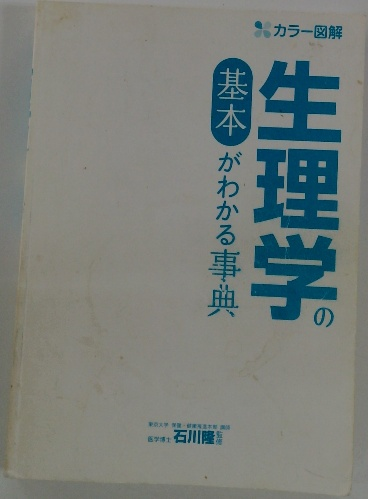 カラー図解
生理学の
基本がわかる事典
医学博士 石川隆 監修